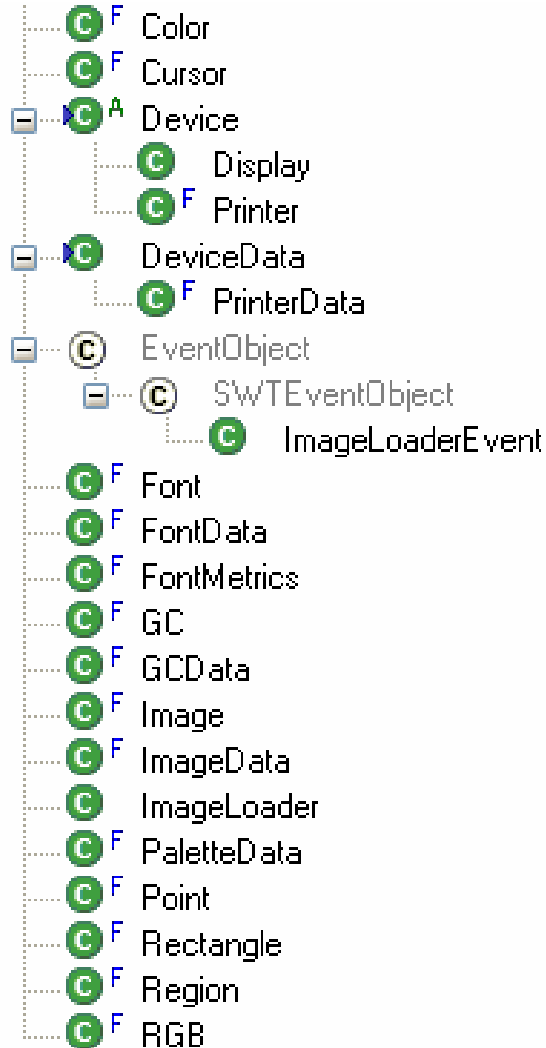 C F Color
C F Cursor
C A Device
C Display
C F Printer
C DeviceData
C F PrinterData
C EventObject
C SWTEventObject
C ImageLoaderEvent
C F Font
C F FontData
C F FontMetrics
C F GC
C F GCData
C F Image
C F ImageData
C ImageLoader
C F PaletteData
C F Point
C F Rectangle
C F Region
C F RGB